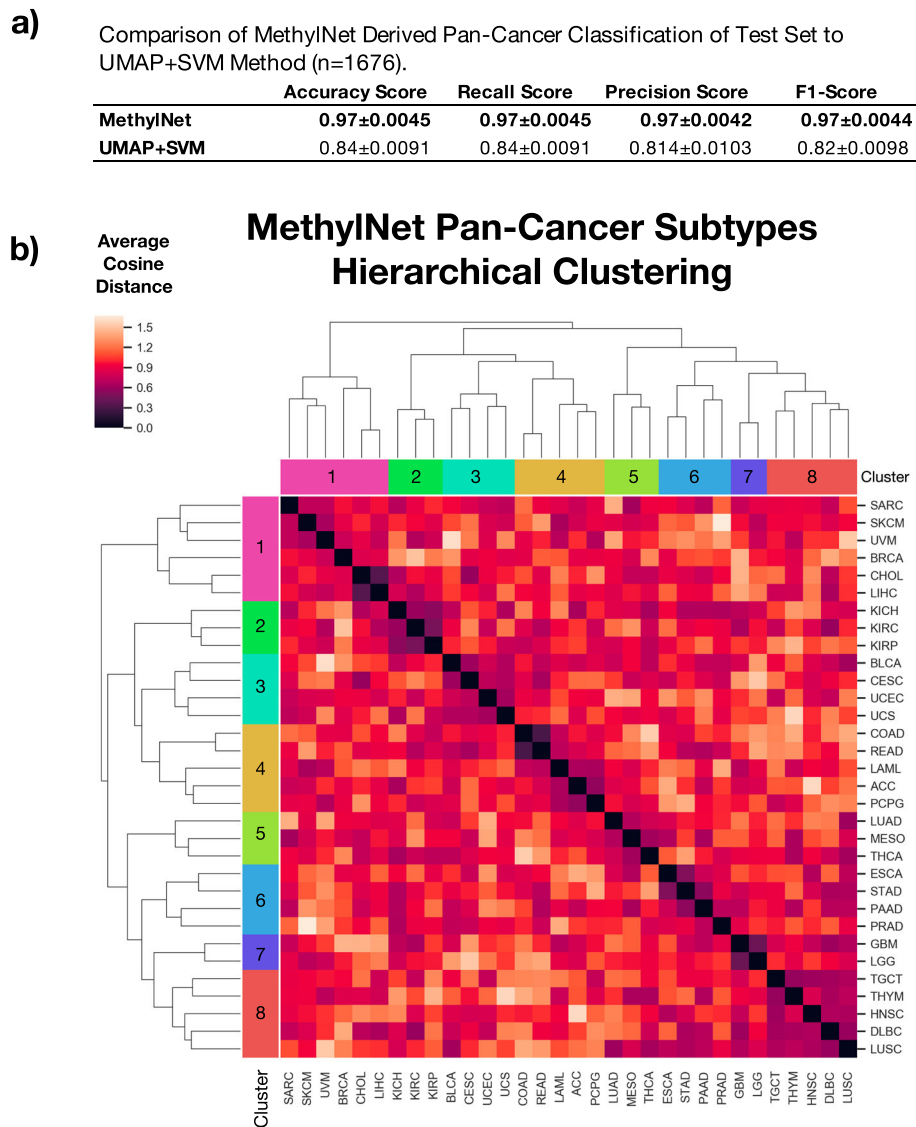 a)
Comparison of MethylNet Derived Pan-Cancer Classification of Test Set to
UMAP+SVM Method (n=1676).
Accuracy Score Recall Score Precision Score F1-Score
MethylNet 0.97±0.0045 0.97±0.0045 0.97±0.0042 0.97±0.0044
UMAP+SVM 0.84±0.0091 0.84±0.0091 0.814±0.0103 0.82±0.0098
b)
MethylNet Pan-Cancer Subtypes
Hierarchical Clustering
Average
Cosine
Distance
1.5
1.2
0.9
0.6
0.3
0.0
1 2 3 4 5 6 7 8 Cluster
1
2
3
4
5
6
7
8
SARC
SKCM
UVM
BRCA
CHOL
LIHC
KICH
KIRC
KIRP
BLCA
CESC
UCEC
UCS
COAD
READ
LAML
ACC
PCPG
LUAD
MESO
THCA
ESCA
STAD
PAAD
PRAD
GBM
LGG
TGCT
THYM
HNSC
DLBC
LUSC
Cluster
SARC SKCM UVM BRCA CHOL LIHC KICH KIRC KIRP BLCA CESC UCEC UCS COAD READ LAML ACC PCPG LUAD MESO THCA ESCA STAD PAAD PRAD GBM LGG TGCT THYM HNSC DLBC LUSC